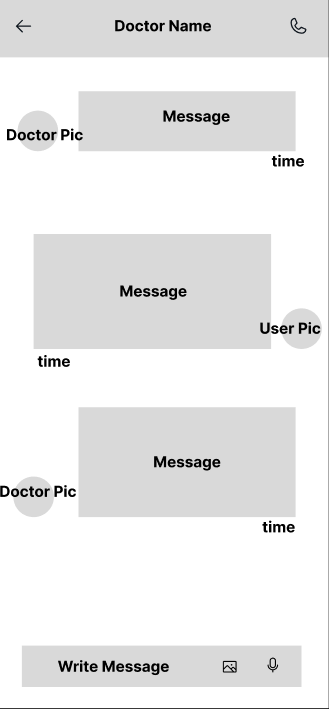 Doctor Name
Message
Doctor Pic
time
Message
User Pic
time
Message
Doctor Pic
time
Write Message